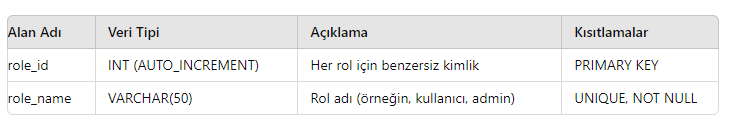 Alan Adı Veri Tipi Açıklama Kısıtlamalar
role_id INT (AUTO_INCREMENT) Her rol için benzersiz kimlik PRIMARY KEY
role_name VARCHAR(50) Rol adı (örneğin, kullanıcı, admin) UNIQUE, NOT NULL